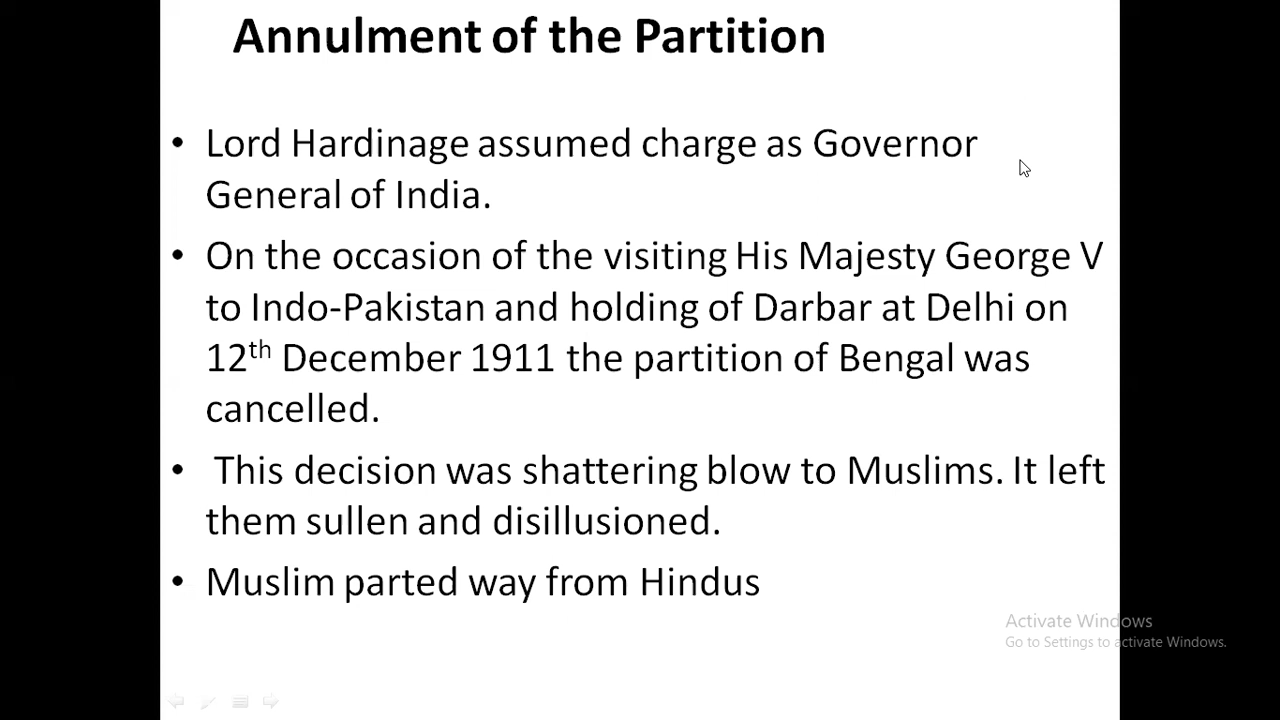 Annulment of the Partition
• Lord Hardinage assumed charge as Governor
General of India.
• On the occasion of the visiting His Majesty George V
to Indo-Pakistan and holding of Darbar at Delhi on
12th December 1911 the partition of Bengal was
cancelled.
• This decision was shattering blow to Muslims. It left
them sullen and disillusioned.
• Muslim parted way from Hindus
Activate Windows
Go to Settings to activate Windows.